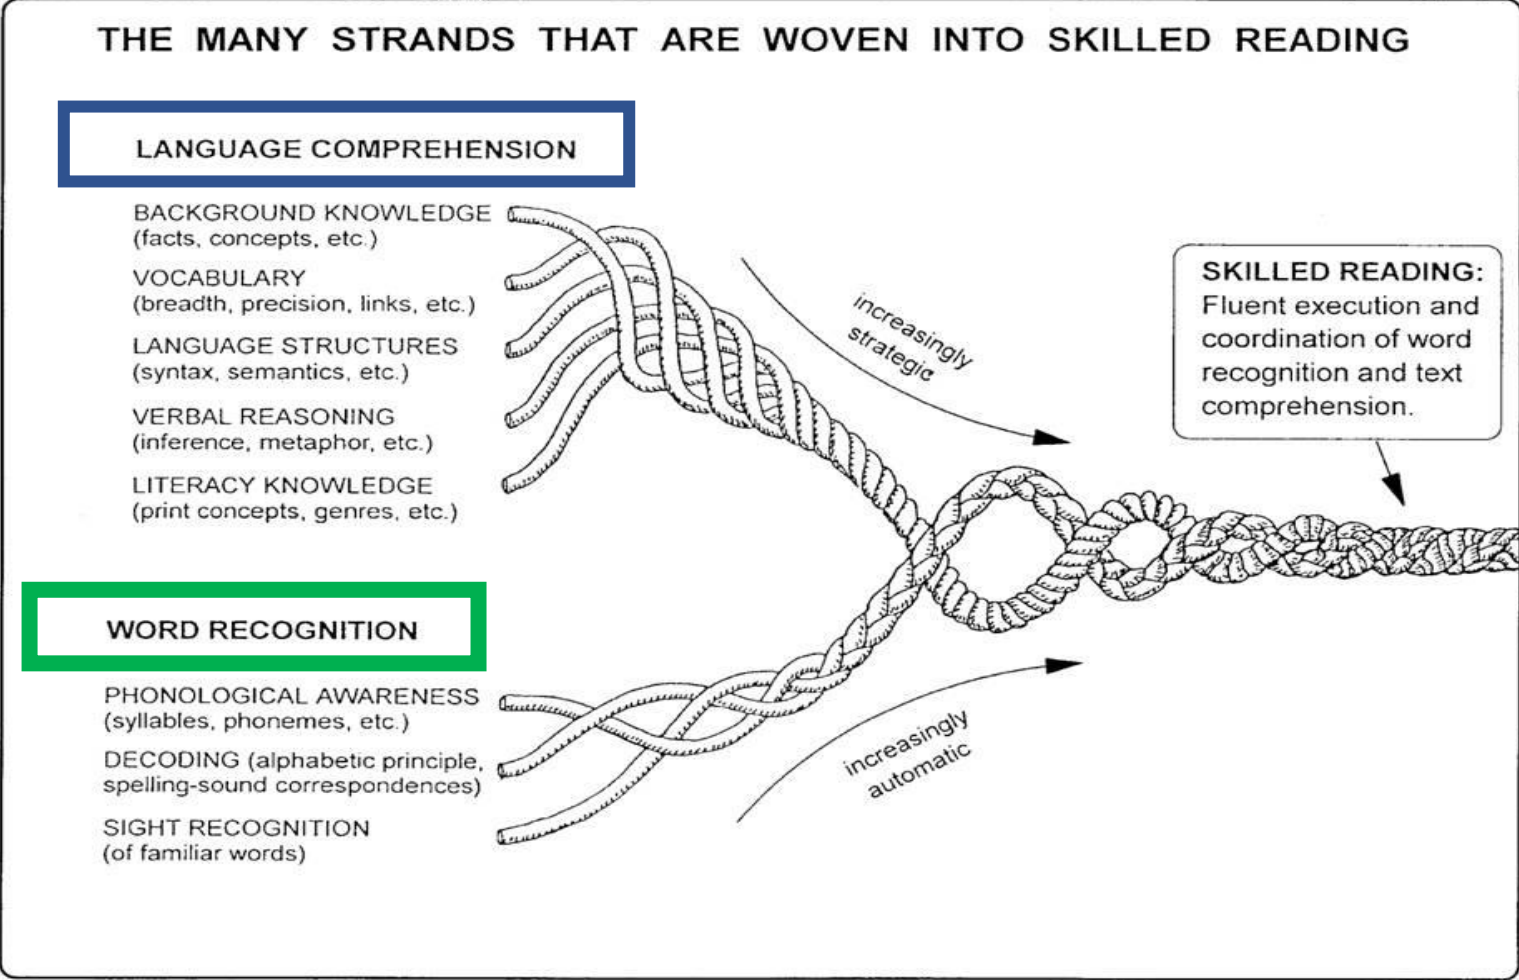 THE MANY STRANDS THAT ARE WOVEN INTO SKILLED READING
LANGUAGE COMPREHENSION
BACKGROUND KNOWLEDGE
(facts, concepts, etc.)
VOCABULARY
(breadth, precision, links, etc.)
LANGUAGE STRUCTURES
(syntax, semantics, etc.)
VERBAL REASONING
(inference, metaphor, etc.)
LITERACY KNOWLEDGE
(print concepts, genres, etc.)
increasingly
strategic
SKILLED READING:
Fluent execution and
coordination of word
recognition and text
comprehension.
WORD RECOGNITION
PHONOLOGICAL AWARENESS
(syllables, phonemes, etc.)
DECODING (alphabetic principle,
spelling-sound correspondences)
SIGHT RECOGNITION
(of familiar words)
increasingly
automatic